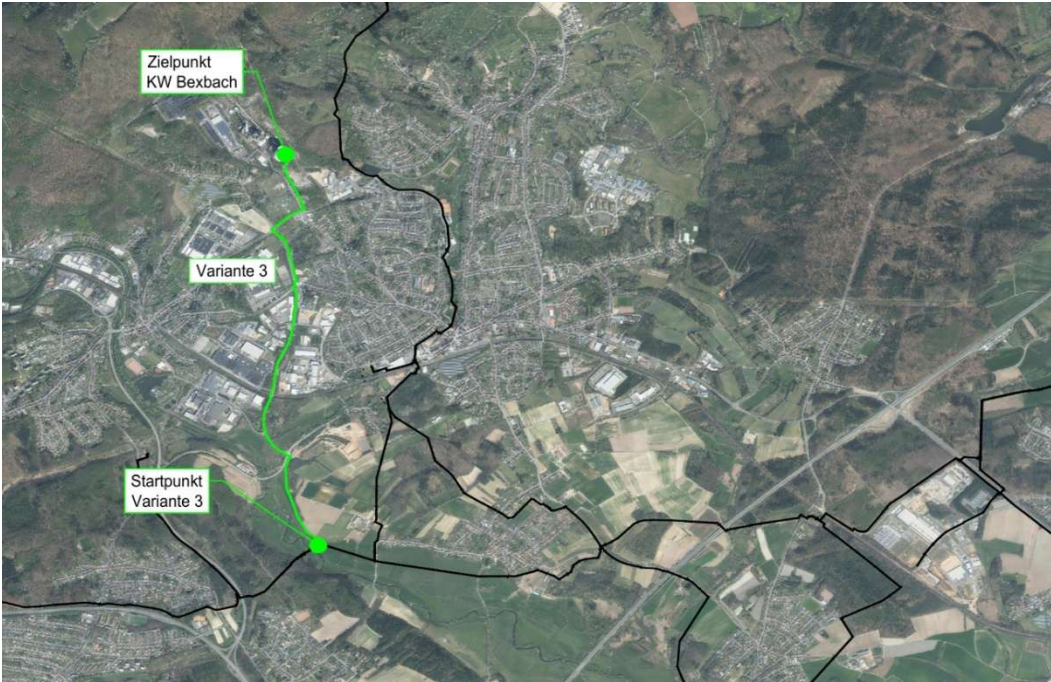 Zielpunkt
KW Bexbach
Variante 3
Startpunkt
Variante 3